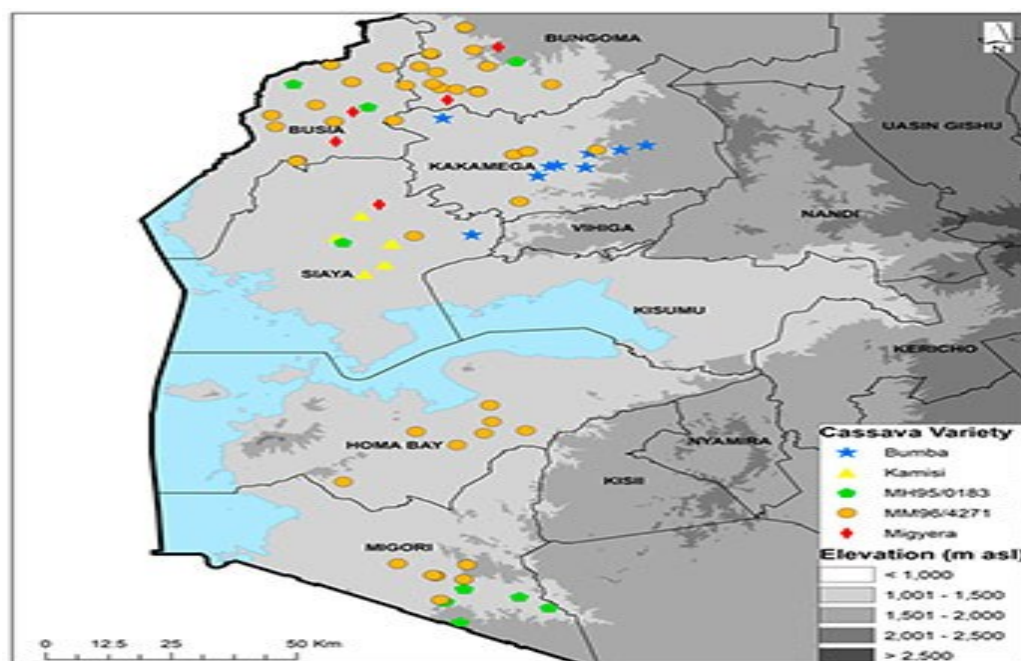 N
BUNGOMA
UASIN GISHU
BUSIA
KAKAMEGA
NANDI
VIHIGA
SIAYA
KISUMU
KERICHO
HOMA BAY
NYAMIRA
KISII
MIGORI
Cassava Variety
Bumba
Kamisi
MH95/0183
MM96/4271
Migyera
Elevation (m asl)
< 1,000
1,001 - 1,500
1,501 - 2,000
2,001 - 2,500
> 2,500
0 12.5 25 50 Km